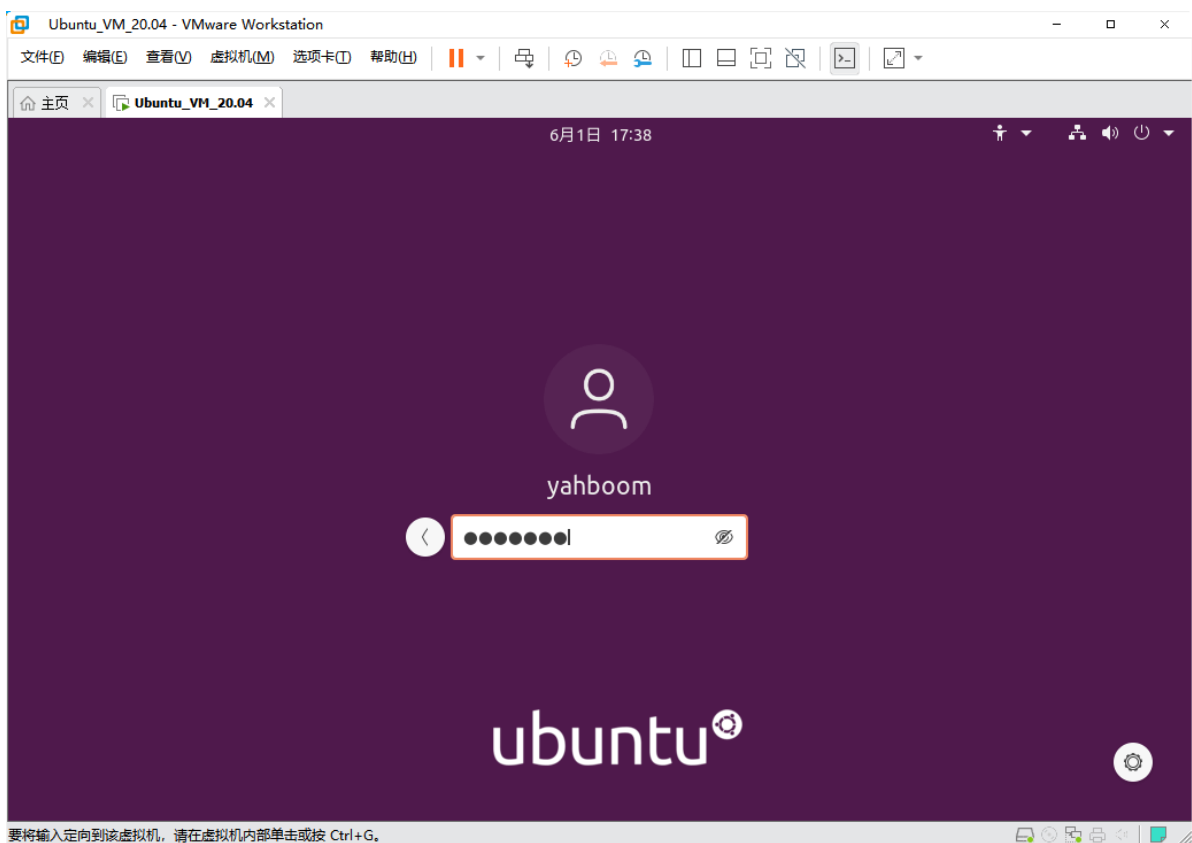 Ubuntu_VM_20.04 - VMware Workstation
文件(F) 编辑(E) 查看(V) 虚拟机(M) 选项卡(T) 帮助(H)
主页 Ubuntu_VM_20.04
6月1日 17:38
yahboom
ubuntu
要将输入定向到该虚拟机，请在虚拟机内部单击或按 Ctrl+G。